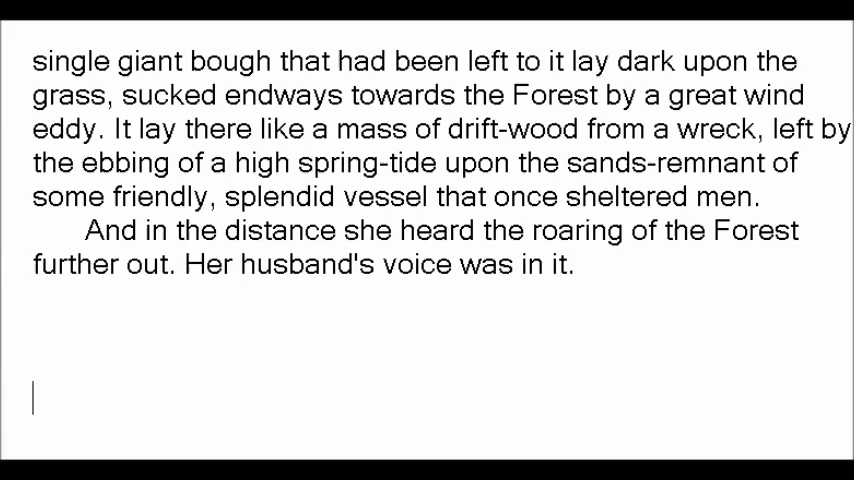 single giant bough that had been left to it lay dark upon the
grass, sucked endways towards the Forest by a great wind
eddy. It lay there like a mass of drift-wood from a wreck, left by
the ebbing of a high spring-tide upon the sands-remnant of
some friendly, splendid vessel that once sheltered men.
And in the distance she heard the roaring of the Forest
further out. Her husband's voice was in it.